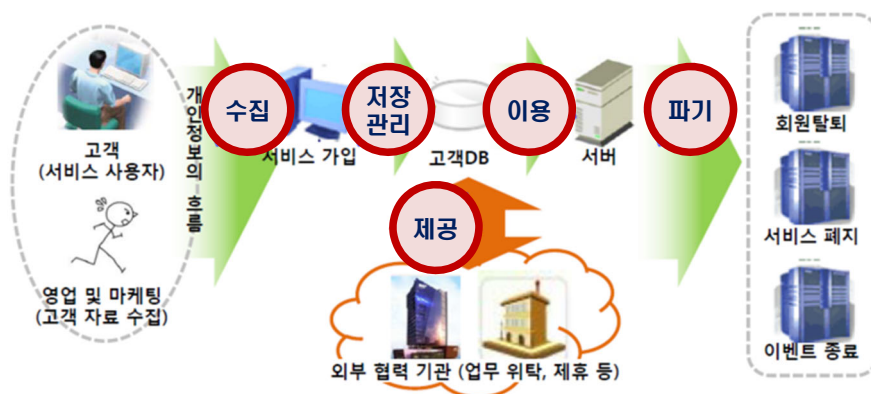 고객
(서비스 사용자)
영업 및 마케팅
(고객 자료 수집)
개인정보의 흐름
수집
서비스 가입
저장
관리
고객DB
이용
서버
파기
제공
외부 협력 기관 (업무 위탁, 제휴 등)
회원탈퇴
서비스 폐지
이벤트 종료